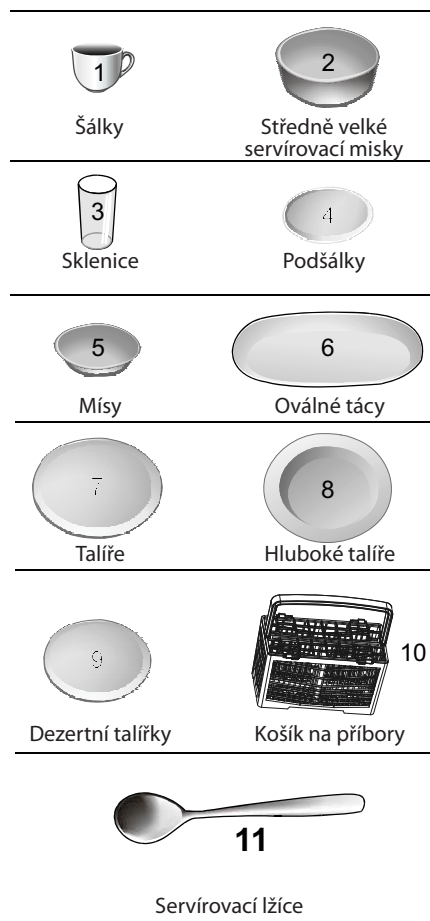 1
2
Šálky
Středně velké
servírovací misky
3
4
Sklenice
Podšálky
5
6
Mísy
Oválné tácy
7
8
Talíře
Hluboké talíře
9
10
Dezertní talířky
Košík na příbory
11
Servírovací lžíce